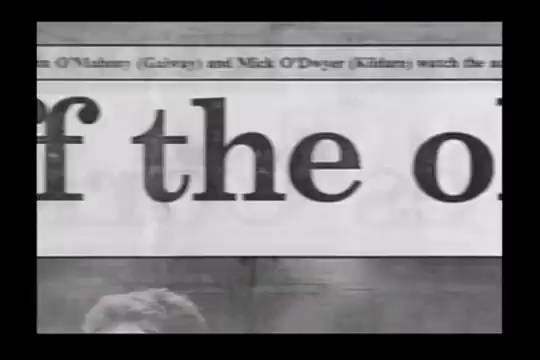 n O'Mahony (Galway) and Mick O'Dwyer (Kildare) watch the
f the o